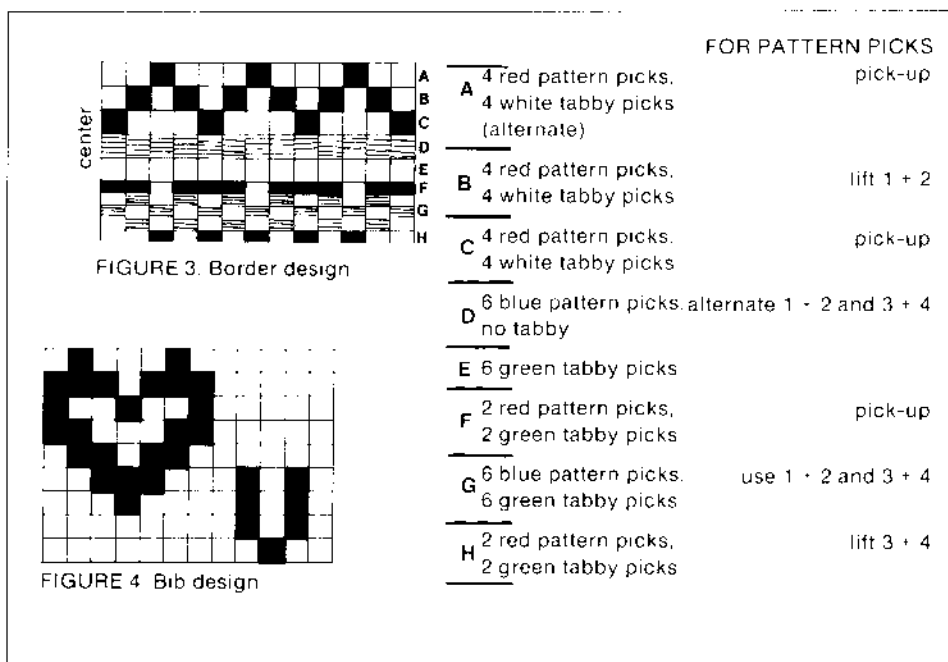 FOR PATTERN PICKS
center
A
B
C
D
E
F
G
H
FIGURE 3. Border design
A 4 red pattern picks, pick-up
4 white tabby picks
(alternate)
B 4 red pattern picks, lift 1 + 2
4 white tabby picks
C 4 red pattern picks. pick-up
4 white tabby picks
D 6 blue pattern picks. alternate 1 + 2 and 3 + 4
no tabby
E 6 green tabby picks
F 2 red pattern picks, pick-up
2 green tabby picks
G 6 blue pattern picks. use 1 + 2 and 3 + 4
6 green tabby picks
H 2 red pattern picks, lift 3 + 4
2 green tabby picks
FIGURE 4 Bib design